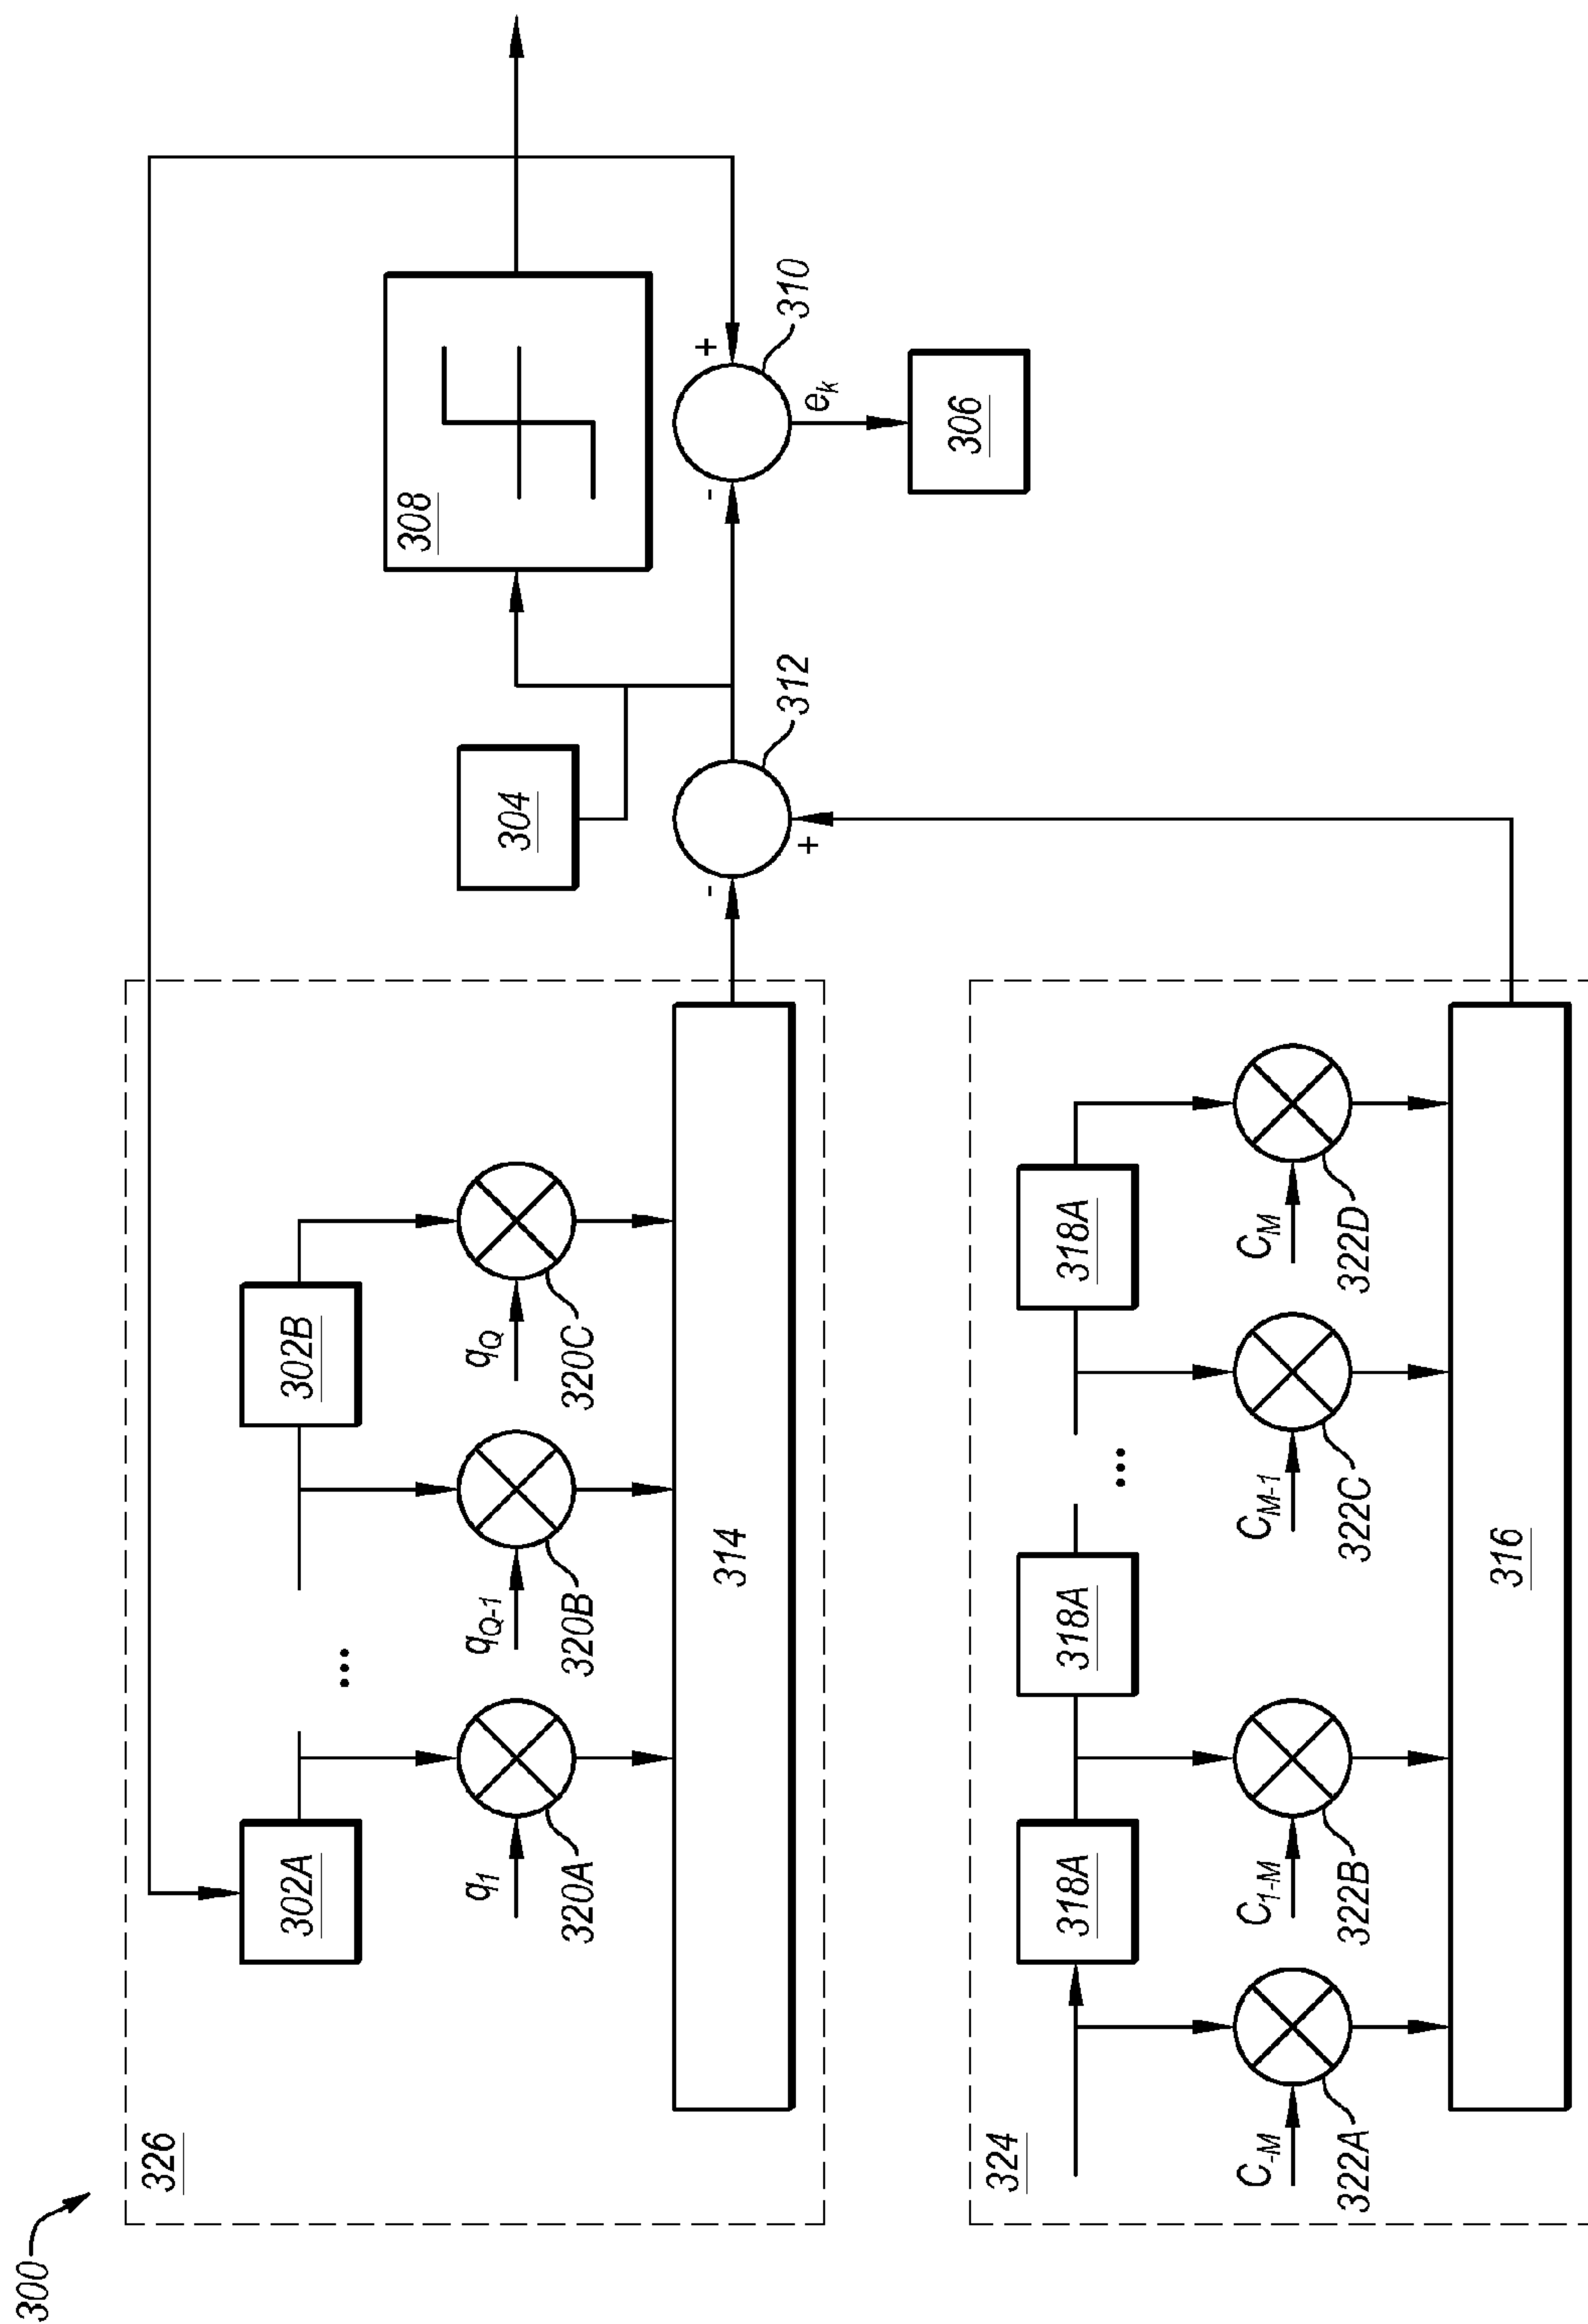 300
326
302A
...
302B
q1
320A
qQ-1
320B
qQ
320C
314
304
308
-
+
312
-
+
310
ek
306
324
318A
318A
...
318A
C-M
322A
C1-M
322B
CM-1
322C
CM
322D
316